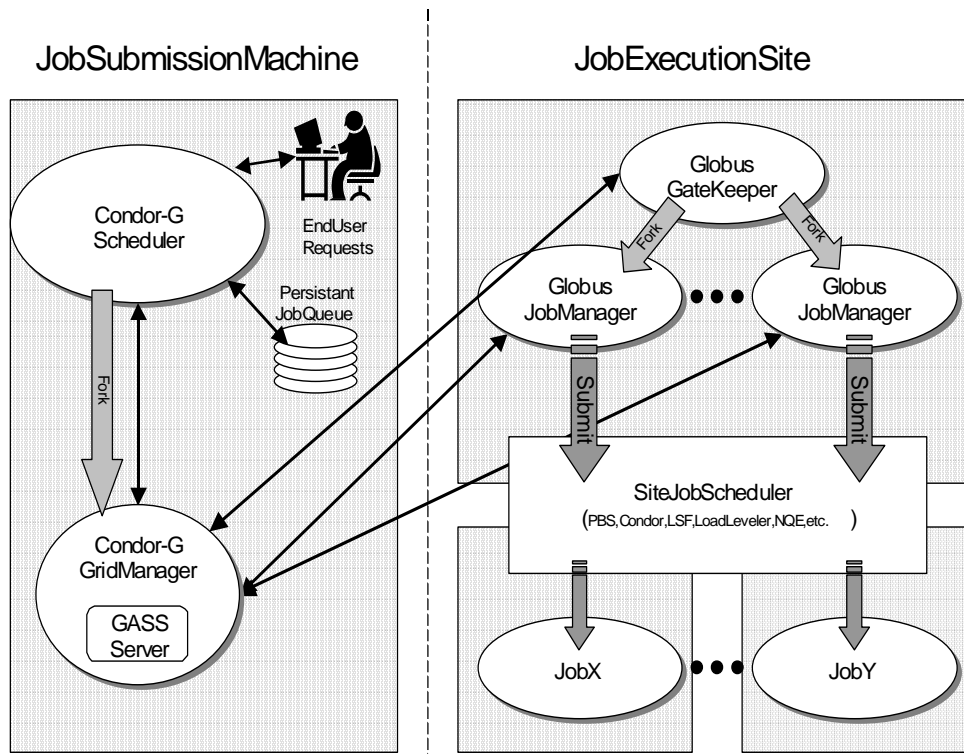 JobSubmissionMachine
JobExecutionSite
Condor-G
Scheduler
EndUser
Requests
Persistant
JobQueue
Fork
Condor-G
GridManager
GASS
Server
Globus
GateKeeper
Fork
Fork
Globus
JobManager
Globus
JobManager
Submit
Submit
SiteJobScheduler
(PBS,Condor,LSF,LoadLeveler,NQE,etc. )
JobX
JobY